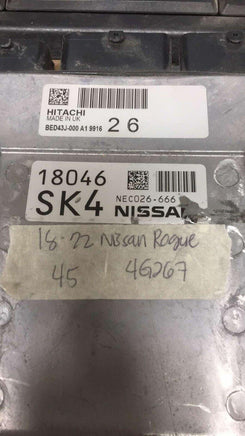 HITACHI
MADE IN UK
BED43J-000 A1 9916 26
18046
SK4 NEC026-666
NISSAN
18-22 Nissan Rogue
45 4G267